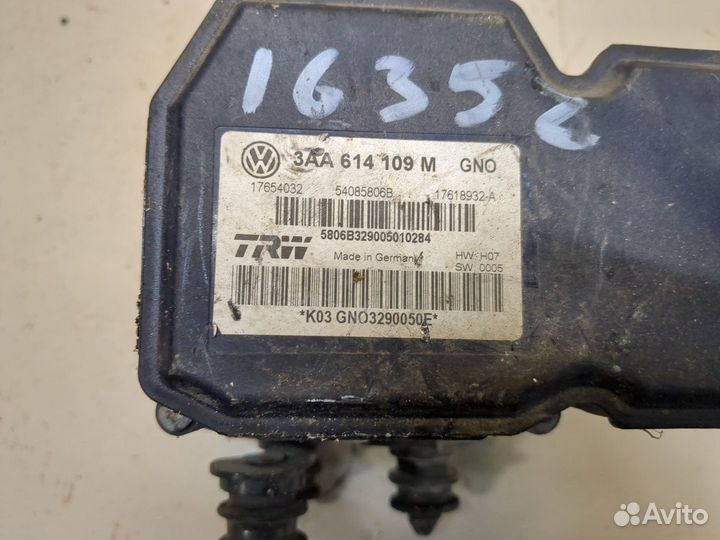 16352
3AA 614 109 M GNO
17654032 54085806B 17618932-A
5806B329005010284
TRW Made in Germany HW H07
SW 0005
*K03 GNO3290050E*
Avito